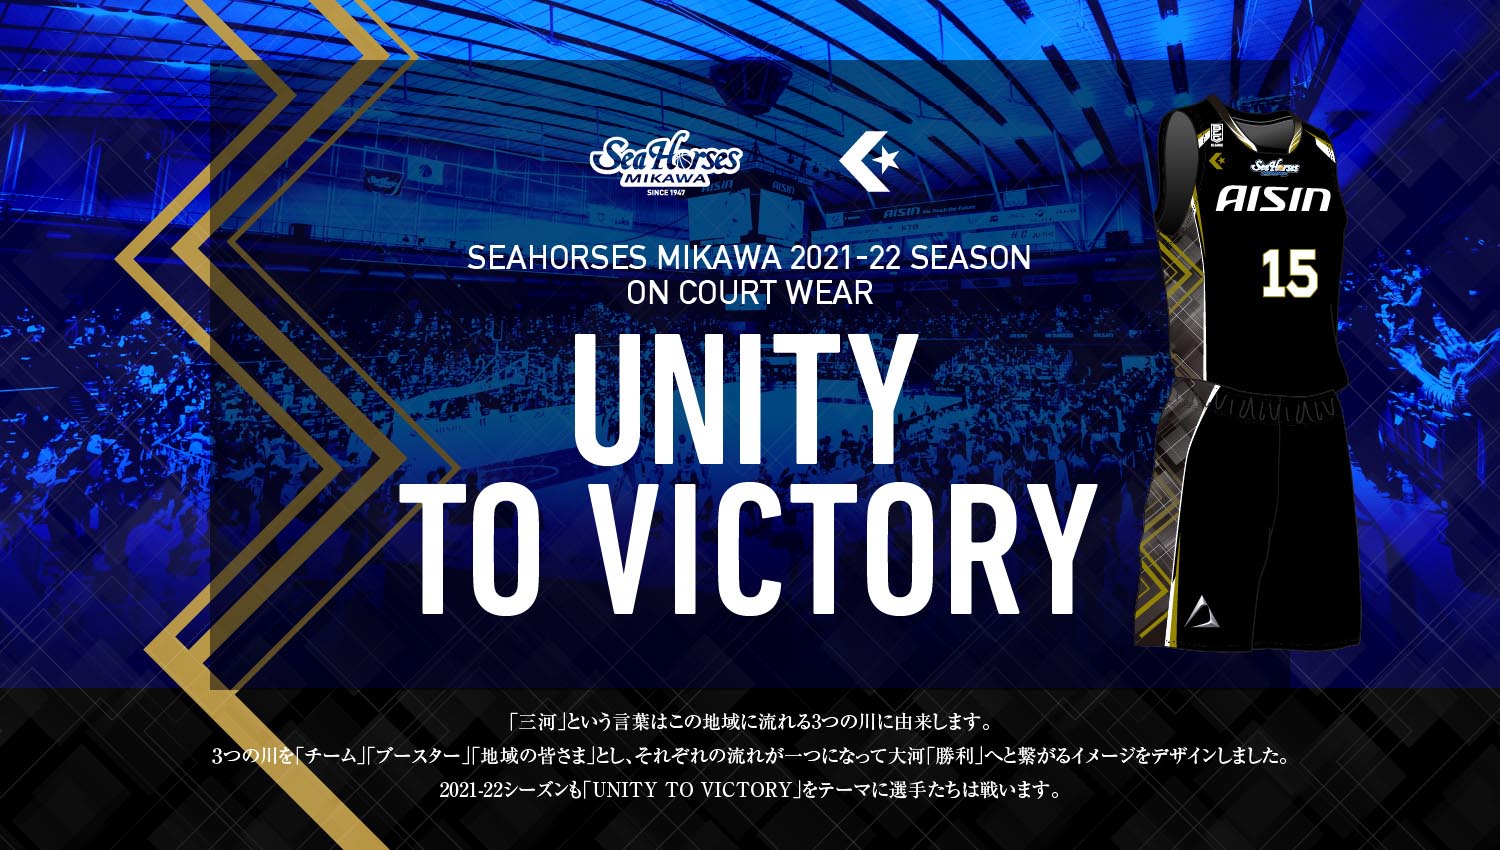 SeaHorses
MIKAWA
SINCE 1947
SeaHorses
AISIN
15
AISIN
AISIN
AISIN
SEAHORSES MIKAWA 2021-22 SEASON
ON COURT WEAR
UNITY
TO VICTORY
「三河」という言葉はこの地域に流れる3つの川に由来します。
3つの川を「チーム」「ブースター」「地域の皆さま」とし、それぞれの流れが一つになって大河「勝利」へと繋がるイメージをデザインしました。
2021-22シーズンも「UNITY TO VICTORY」をテーマに選手たちは戦います。